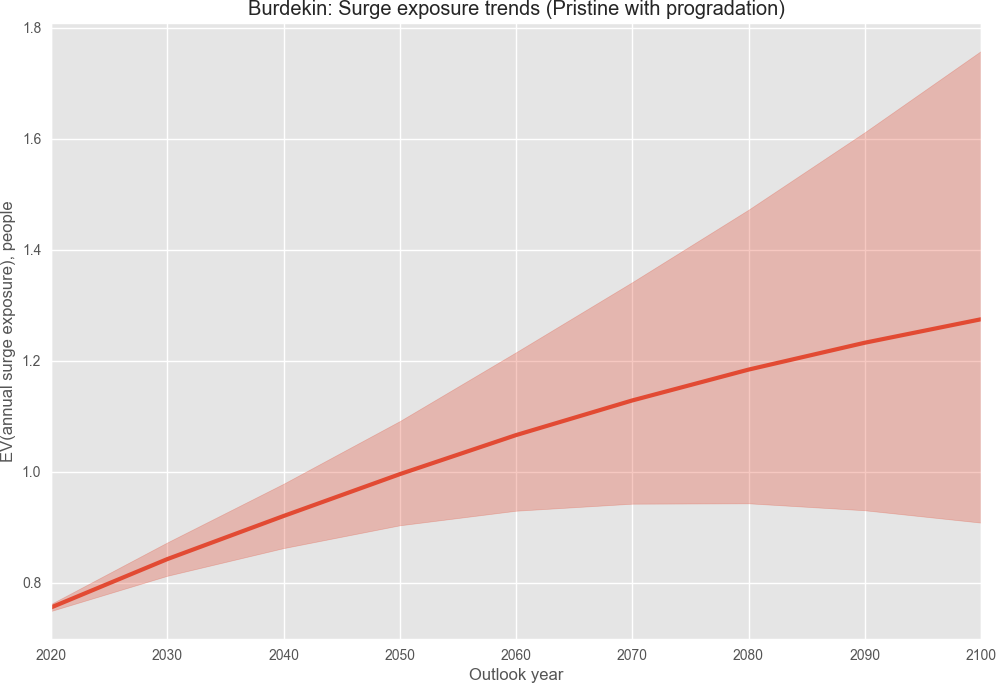 Burdekin: Surge exposure trends (Pristine with progradation)
EV(annual surge exposure), people
1.8
1.6
1.4
1.2
1.0
0.8
2020 2030 2040 2050 2060 2070 2080 2090 2100
Outlook year